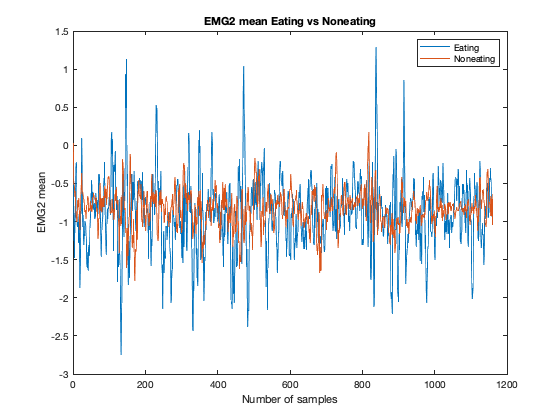 EMG2 mean Eating vs Noneating
Eating
Noneating
EMG2 mean
1.5
1
0.5
0
-0.5
-1
-1.5
-2
-2.5
-3
0 200 400 600 800 1000 1200
Number of samples